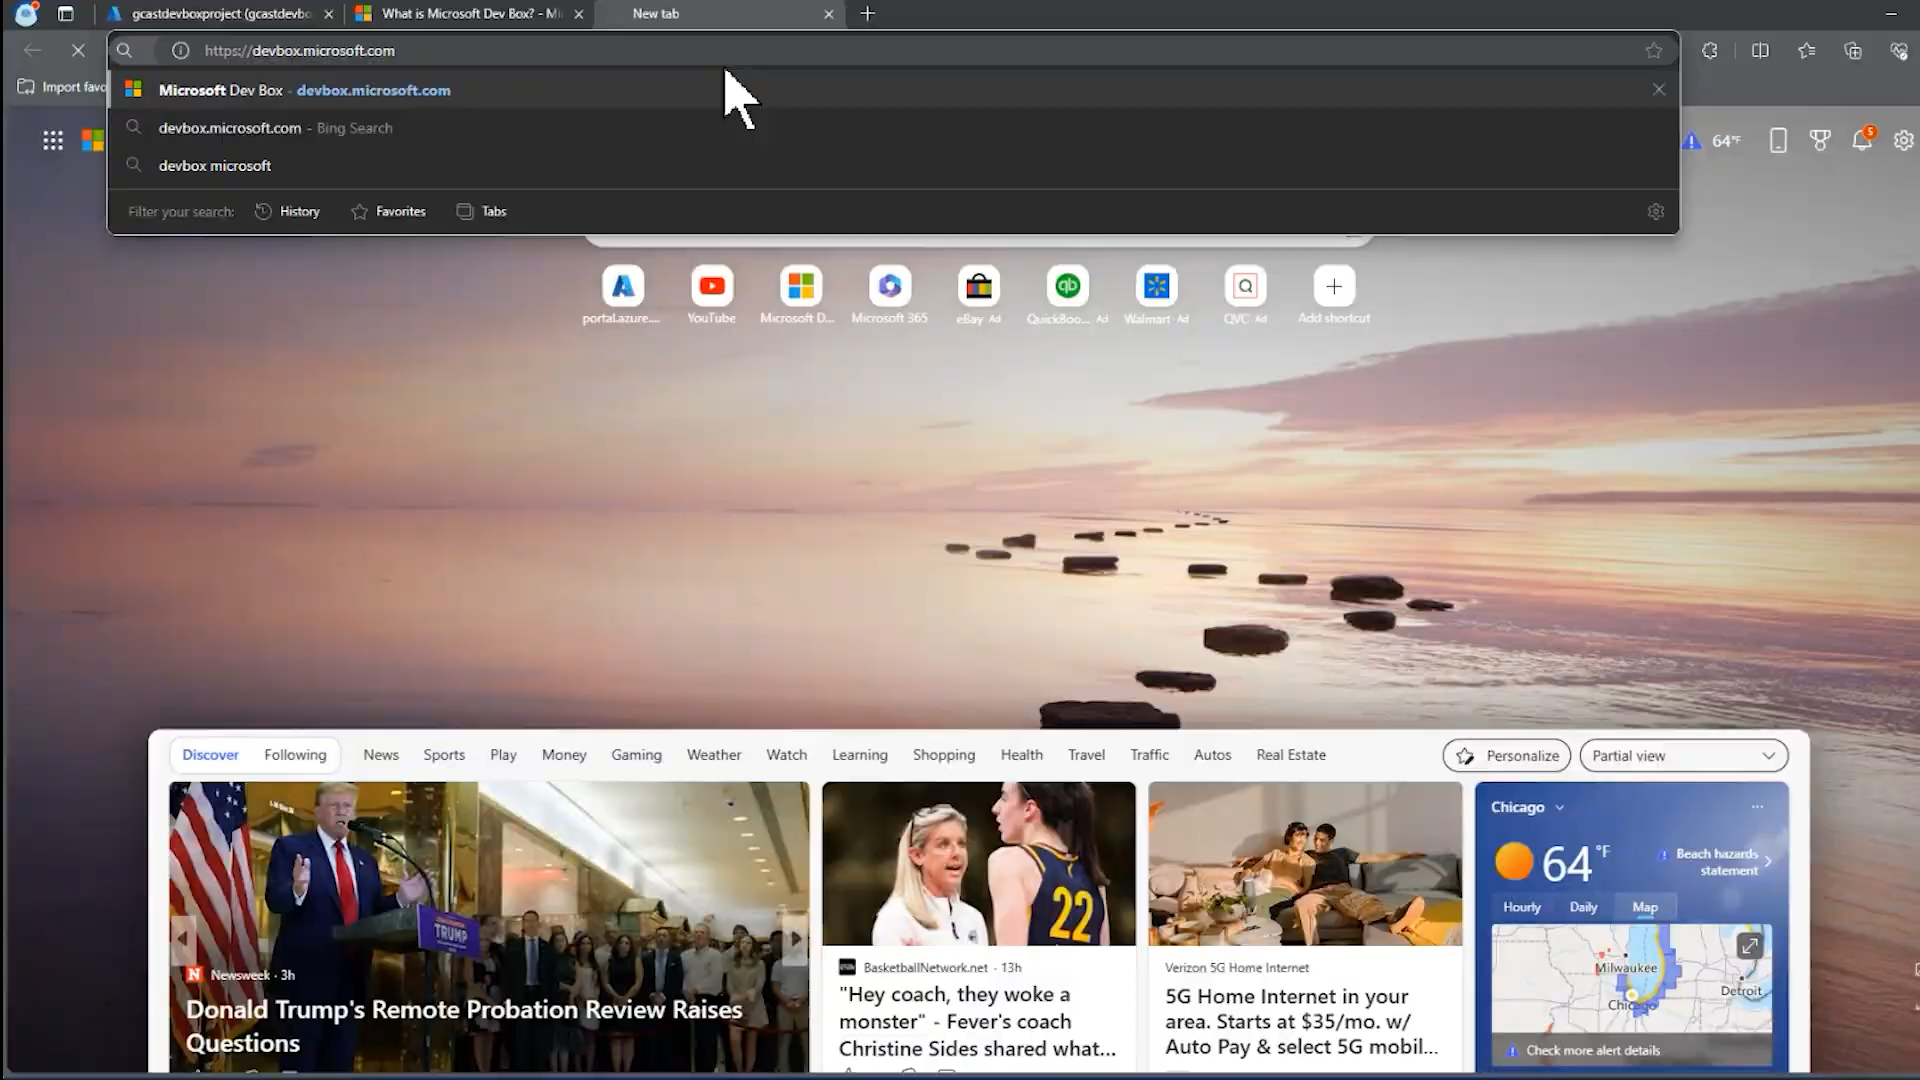 gcastdevboxproject (gcastdevbo
What is Microsoft Dev Box? - Mi
New tab
https://devbox.microsoft.com
Import favo
Microsoft Dev Box - devbox.microsoft.com
devbox.microsoft.com - Bing Search
devbox microsoft
Filter your search:
History
Favorites
Tabs
64°F
5
portal.azure....
YouTube
Microsoft D...
Microsoft 365
eBay Ad
qb
QuickBoo... Ad
Walmart Ad
Q
QVC Ad
Add shortcut
Discover
Following
News
Sports
Play
Money
Gaming
Weather
Watch
Learning
Shopping
Health
Travel
Traffic
Autos
Real Estate
Personalize
Partial view
TRUMP
N
Newsweek · 3h
Donald Trump's Remote Probation Review Raises
Questions
22
BasketballNetwork.net · 13h
"Hey coach, they woke a
monster" - Fever's coach
Christine Sides shared what...
Verizon 5G Home Internet
5G Home Internet in your
area. Starts at $35/mo. w/
Auto Pay & select 5G mobil...
Chicago
64°F
Beach hazards
statement
Hourly
Daily
Map
Milwaukee
Detroit
Chicago
Check more alert details